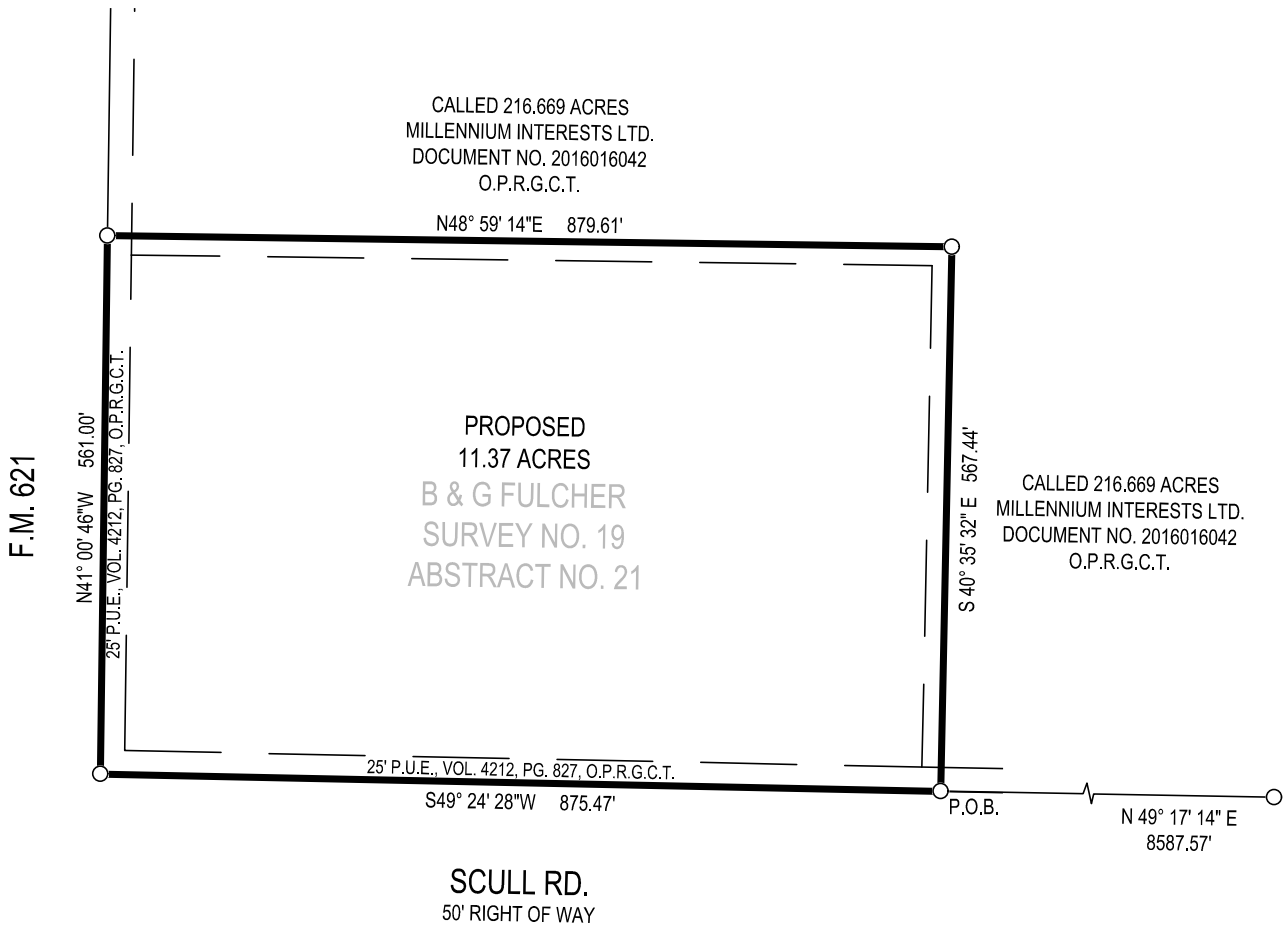 CALLED 216.669 ACRES
MILLENNIUM INTERESTS LTD.
DOCUMENT NO. 2016016042
O.P.R.G.C.T.
N48° 59' 14"E 879.61'
F.M. 621
N41° 00' 46"W 561.00'
25' P.U.E., VOL. 4212, PG. 827, O.P.R.G.C.T.
PROPOSED
11.37 ACRES
B & G FULCHER
SURVEY NO. 19
ABSTRACT NO. 21
S 40° 35' 32" E 567.44'
CALLED 216.669 ACRES
MILLENNIUM INTERESTS LTD.
DOCUMENT NO. 2016016042
O.P.R.G.C.T.
25' P.U.E., VOL. 4212, PG. 827, O.P.R.G.C.T.
S49° 24' 28"W 875.47'
P.O.B.
N 49° 17' 14" E
8587.57'
SCULL RD.
50' RIGHT OF WAY